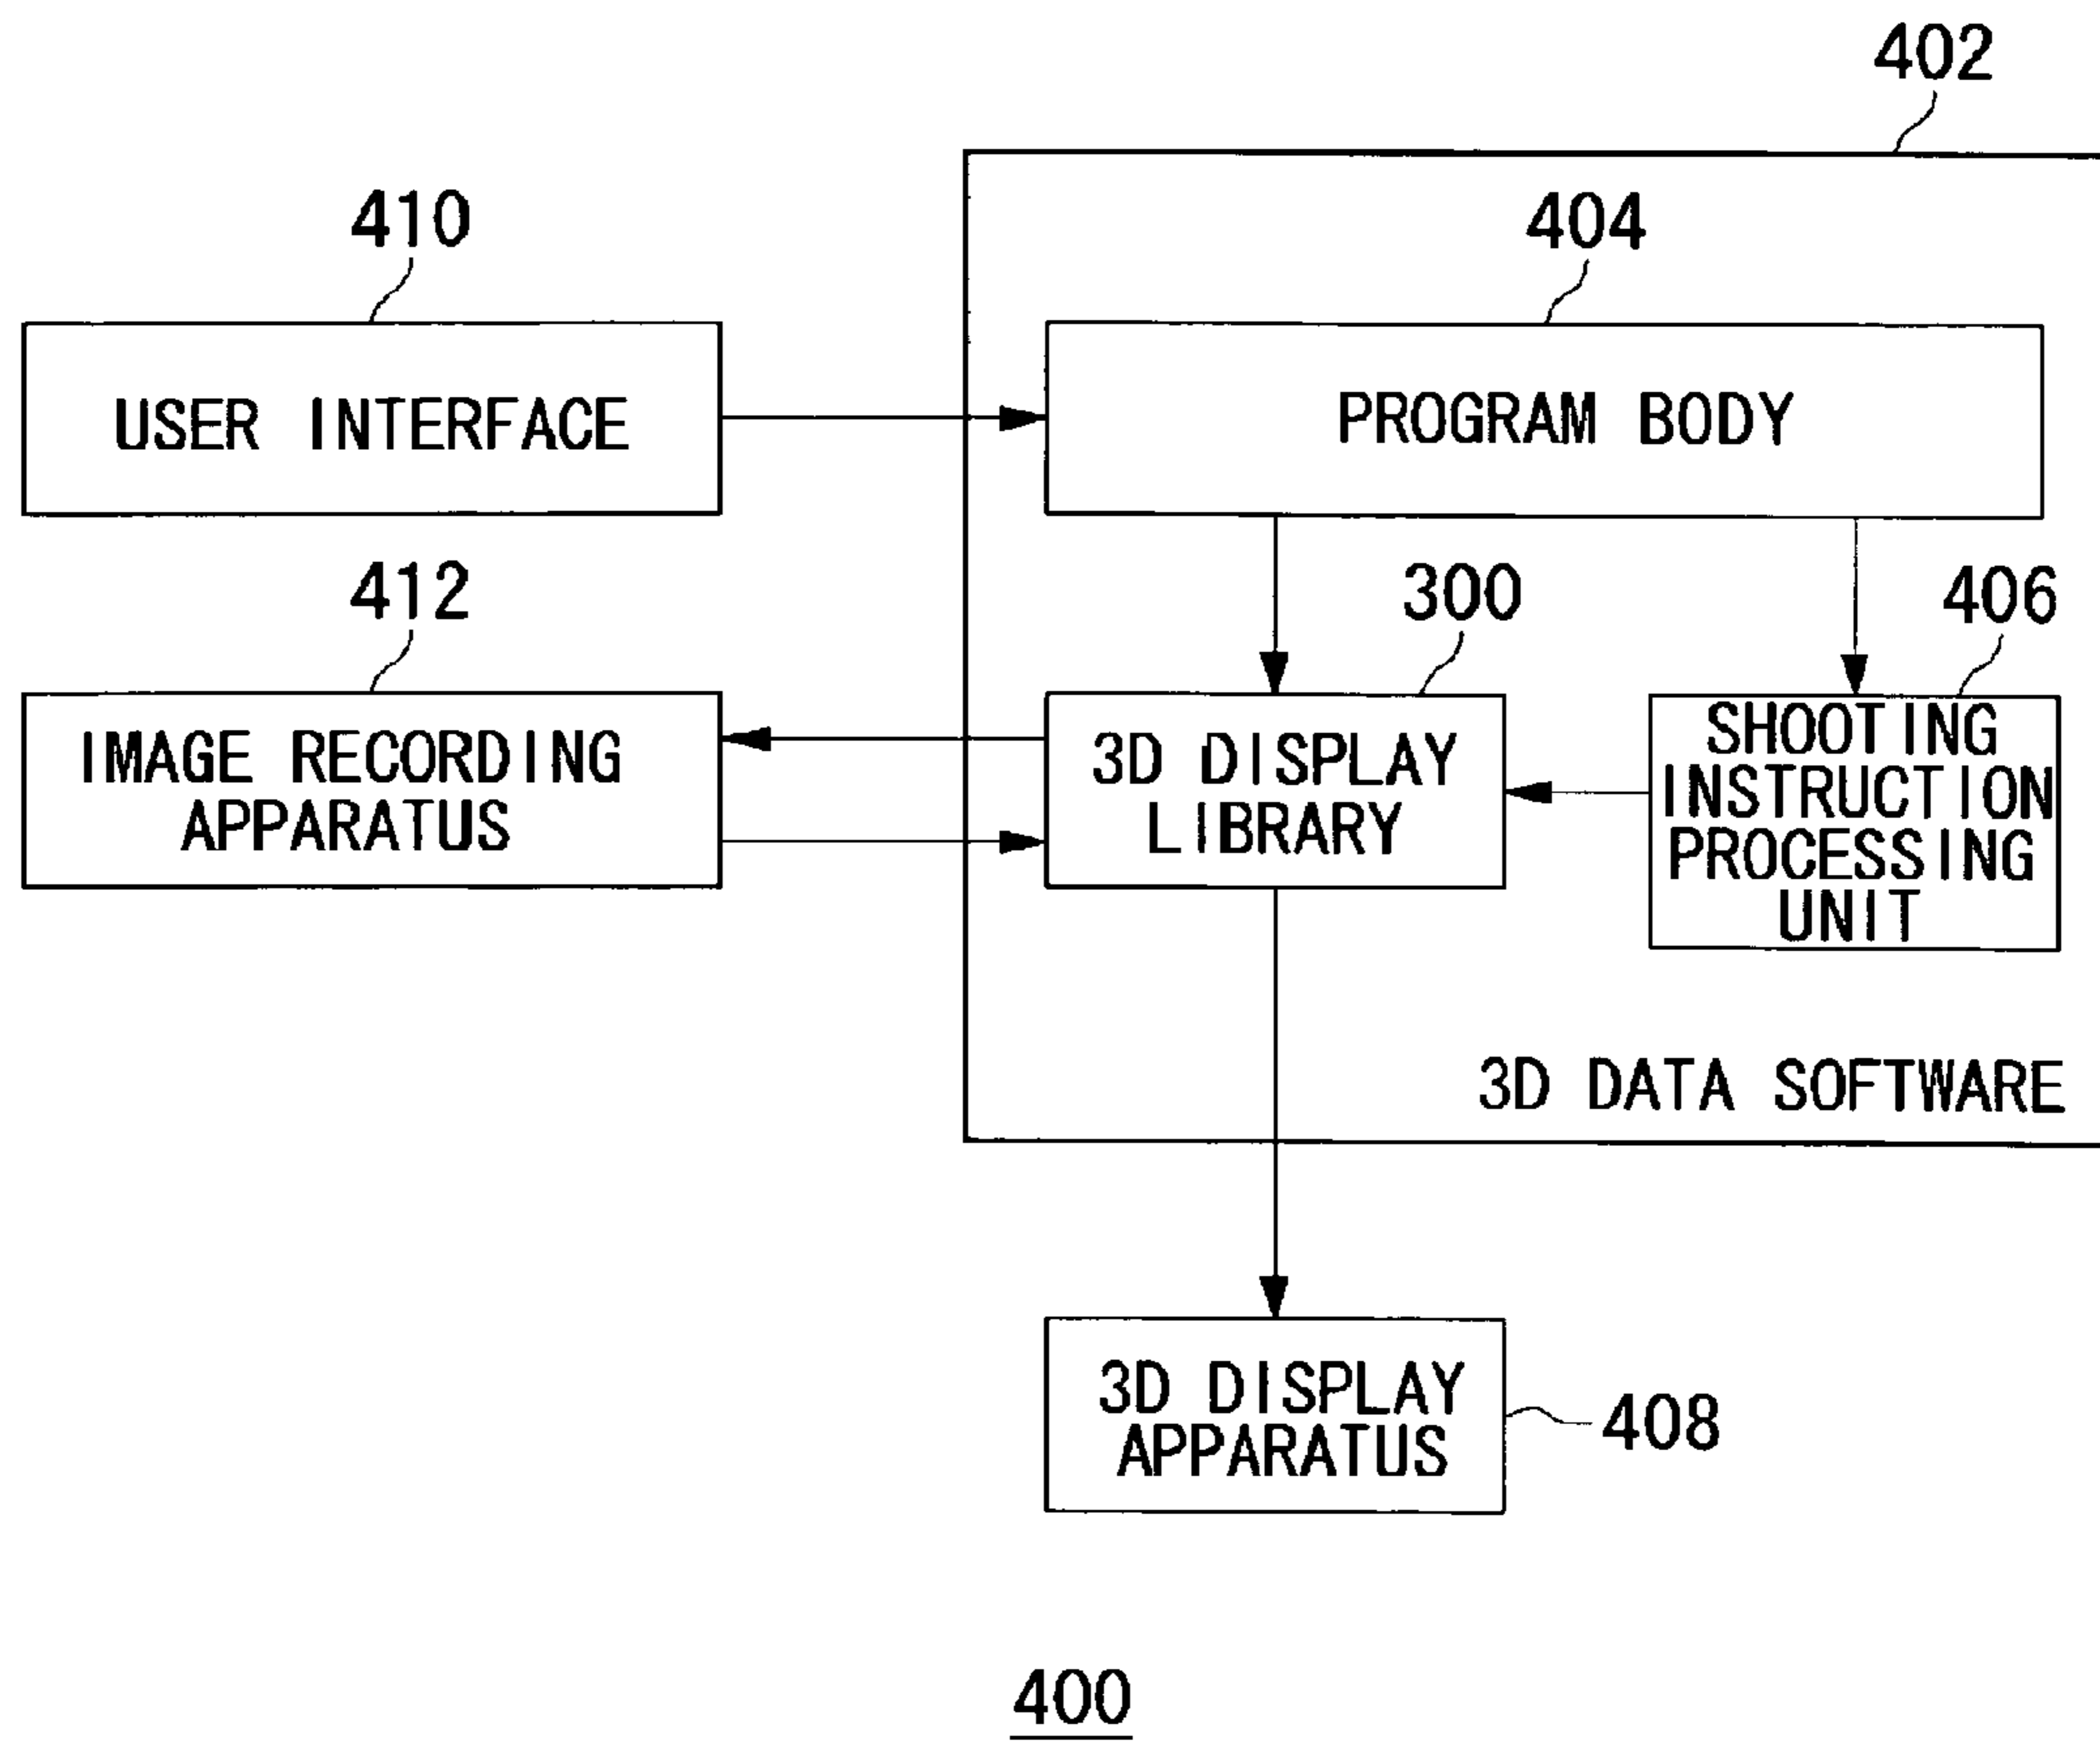 402
410
404
USER INTERFACE
PROGRAM BODY
412
300
406
IMAGE RECORDING
APPARATUS
3D DISPLAY
LIBRARY
SHOOTING
INSTRUCTION
PROCESSING
UNIT
3D DATA SOFTWARE
3D DISPLAY
APPARATUS
408
400